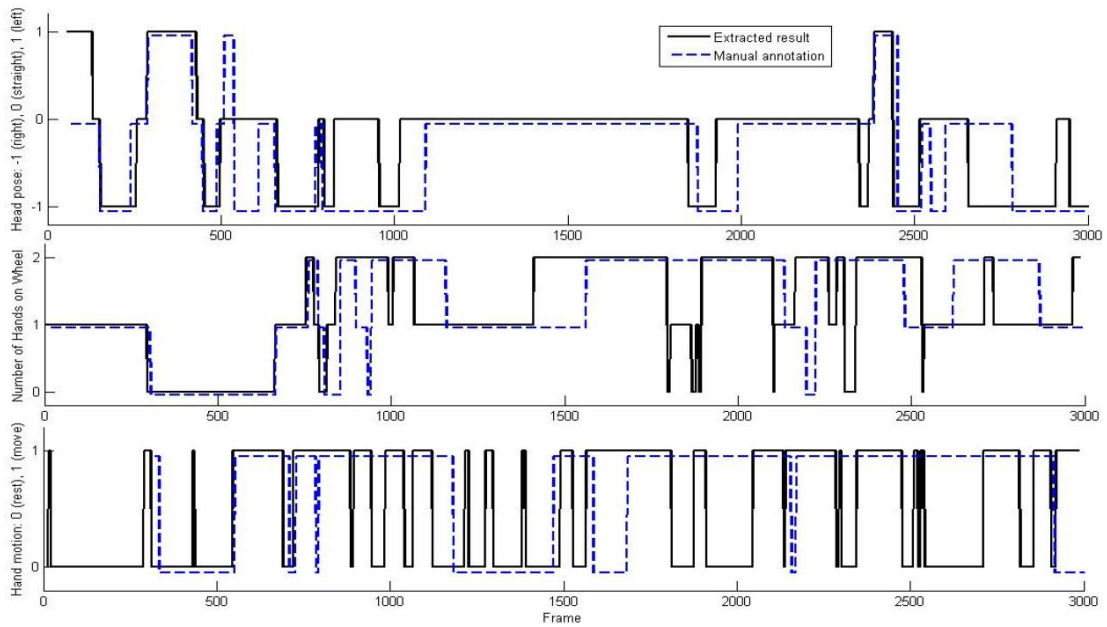 Head pose: -1 (right), 0 (straight), 1 (left)
1
0
-1
Extracted result
Manual annotation
0 500 1000 1500 2000 2500 3000
Number of Hands on Wheel
2
1
0
0 500 1000 1500 2000 2500 3000
Hand motion: 0 (rest), 1 (move)
1
0
0 500 1000 1500 2000 2500 3000
Frame